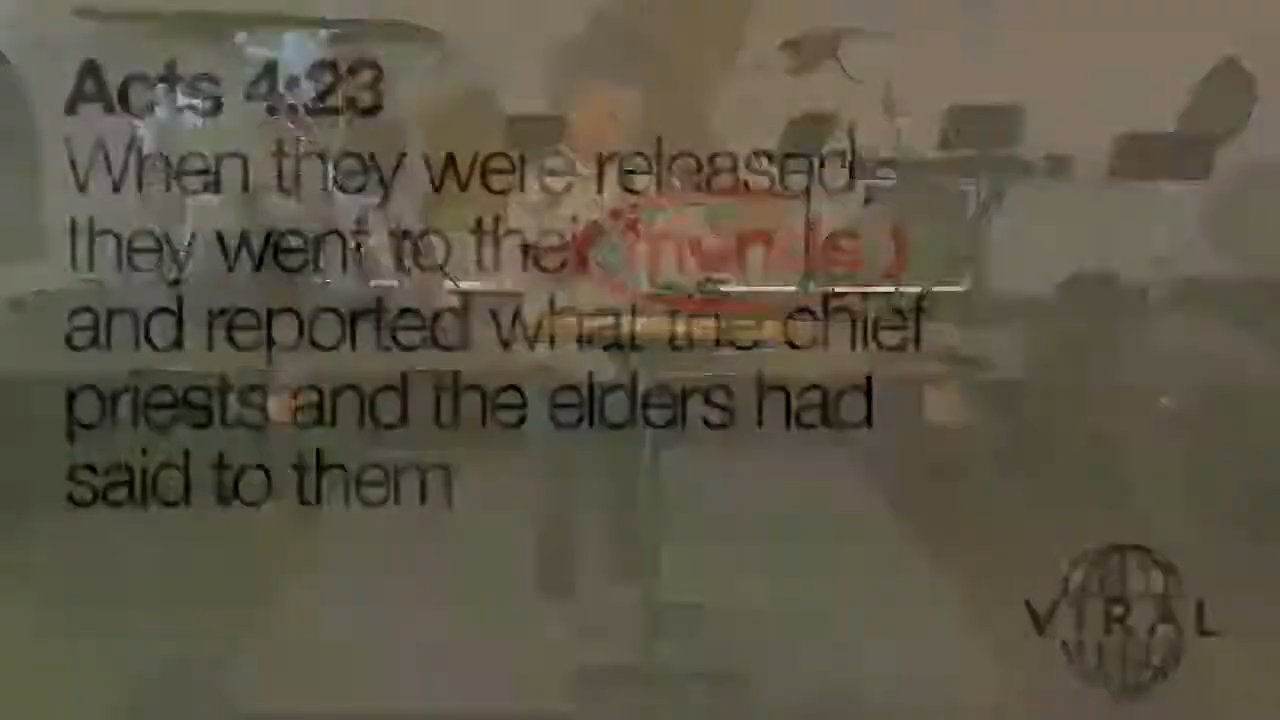 Acts 4:23
When they were released,
they went to their friends
and reported what the chief
priests and the elders had
said to them
VIRAL